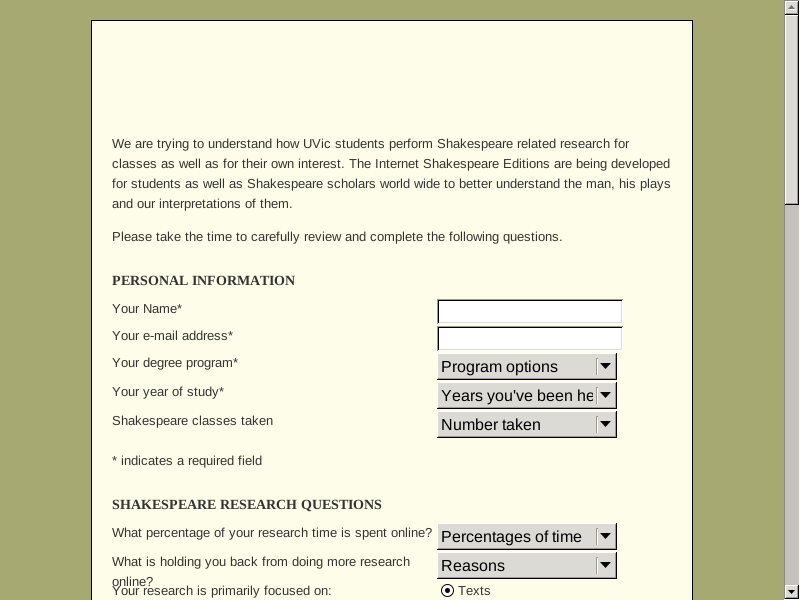 We are trying to understand how UVic students perform Shakespeare related research for
classes as well as for their own interest. The Internet Shakespeare Editions are being developed
for students as well as Shakespeare scholars world wide to better understand the man, his plays
and our interpretations of them.
Please take the time to carefully review and complete the following questions.
PERSONAL INFORMATION
Your Name*
Your e-mail address*
Your degree program* Program options
Your year of study* Years you've been he
Shakespeare classes taken Number taken
* indicates a required field
SHAKESPEARE RESEARCH QUESTIONS
What percentage of your research time is spent online? Percentages of time
What is holding you back from doing more research Reasons
online?
Your research is primarily focused on: Texts